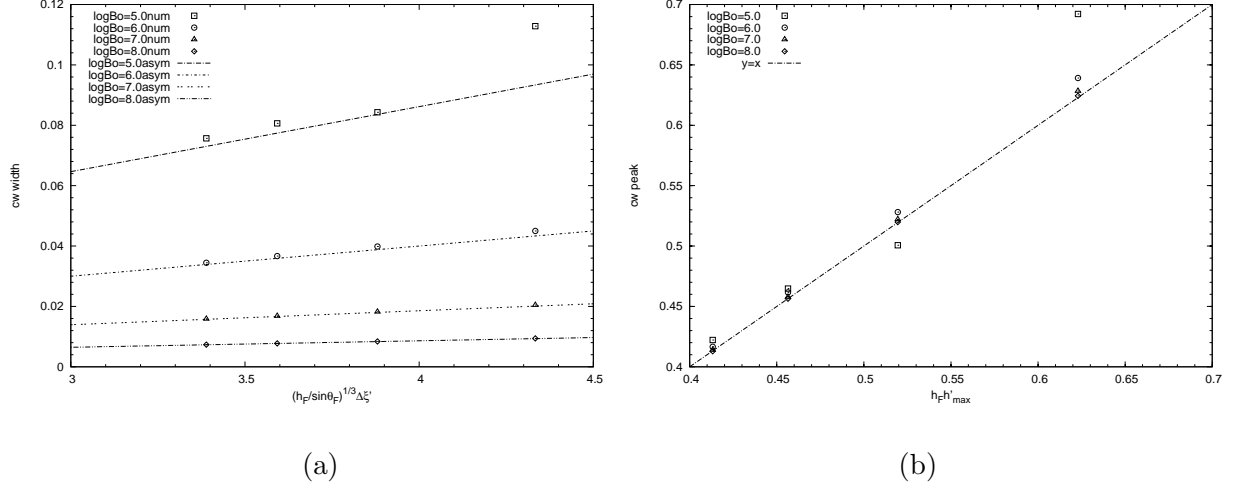 0.12
0.1
0.08
0.06
0.04
0.02
0
cw width
logBo=5.0num
logBo=6.0num
logBo=7.0num
logBo=8.0num
logBo=5.0asym
logBo=6.0asym
logBo=7.0asym
logBo=8.0asym
3 3.5 4 4.5
(h_F/sinθ_F)^{1/3}Δξ'
(a)
0.7
0.65
0.6
0.55
0.5
0.45
0.4
cw peak
logBo=5.0
logBo=6.0
logBo=7.0
logBo=8.0
y=x
0.4 0.45 0.5 0.55 0.6 0.65 0.7
h_Fh'_{max}
(b)